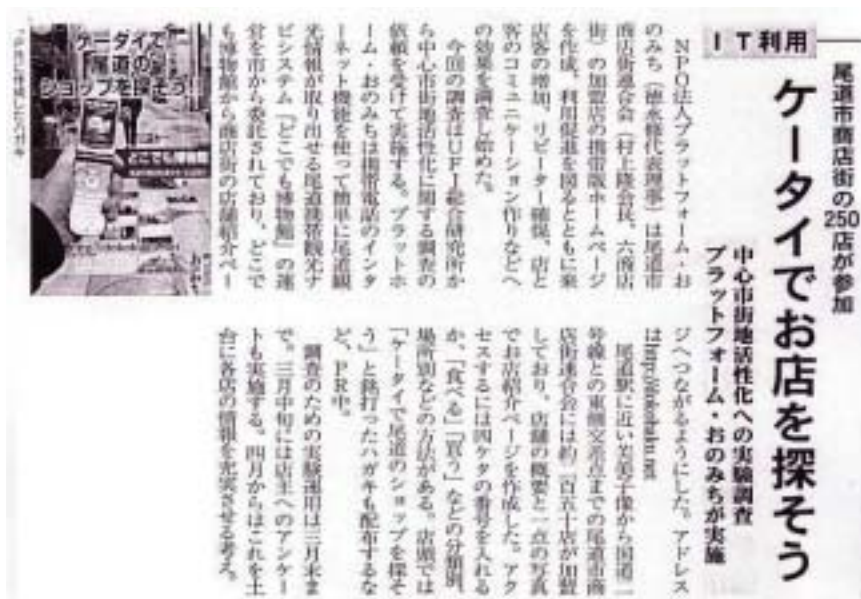 尾道市商店街の250店が参加
IT利用
ケータイでお店を探そう
中心市街地活性化への実験調査
プラットフォーム・おのみちが実施
NPO法人プラットフォーム・お
のみち(徳永修代表理事)は尾道市
商店街連合会(村上隆会長、六商店
街)の加盟店の携帯版ホームページ
を作成、利用促進を図るとともに来
店客の増加、リピーター確保、店と
客のコミュニケーション作りなどへ
の効果を調査し始めた。
今回の調査はUFJ総合研究所か
ら中心市街地活性化に関する調査の
依頼を受けて実施する。プラットホ
ーム・おのみちは携帯電話のインタ
ーネット機能を使って簡単に尾道観
光情報が取り出せる尾道携帯観光ナ
ビシステム「どこでも博物館」の運
営を市から委託されており、どこで
も博物館から商店街の店舗紹介ペー
ジへつながるようにした。アドレス
はhttp://dokohaku.net
尾道駅に近い芙美子像から国道二
号線との東側交差点までの尾道市商
店街連合会には約二百五十店が加盟
しており、店舗の概要と一点の写真
でお店紹介ページを作成した。アク
セスするには四ケタの番号を入れる
か、「食べる」「買う」などの分類別、
場所別などの方法がある。店頭では
「ケータイで尾道のショップを探そ
う」と銘打ったハガキも配布するな
ど、PR中。
調査のための実験運用は三月末ま
で。三月中旬には店主へのアンケー
トも実施する。四月からはこれを土
台に各店の情報を充実させる考え。
ケータイで
尾道の
ショップを探そう!!
どこでも博物館